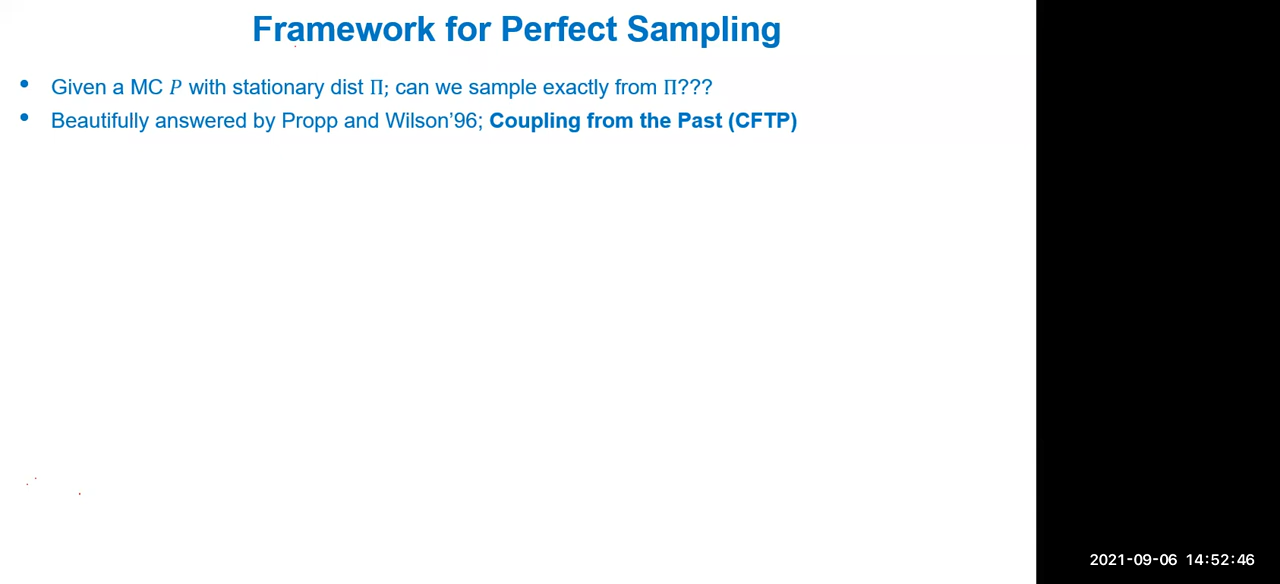 Framework for Perfect Sampling
• Given a MC P with stationary dist Π; can we sample exactly from Π???
• Beautifully answered by Propp and Wilson’96; Coupling from the Past (CFTP)
2021-09-06 14:52:46